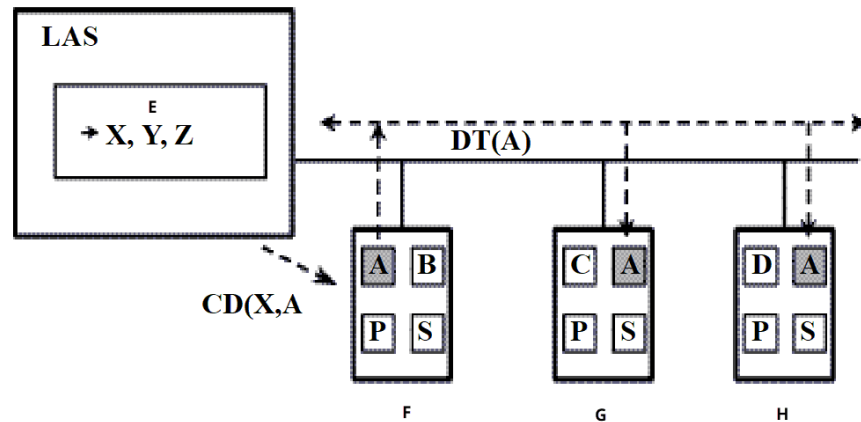 LAS
E
X, Y, Z
DT(A)
A B
C A
D A
CD(X,A
P S
P S
P S
F
G
H